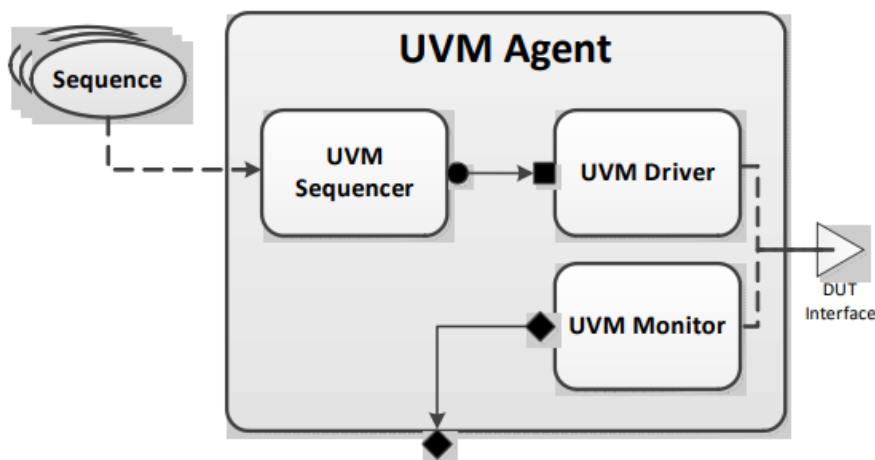 UVM Agent
Sequence
UVM
Sequencer
UVM Driver
UVM Monitor
DUT
Interface